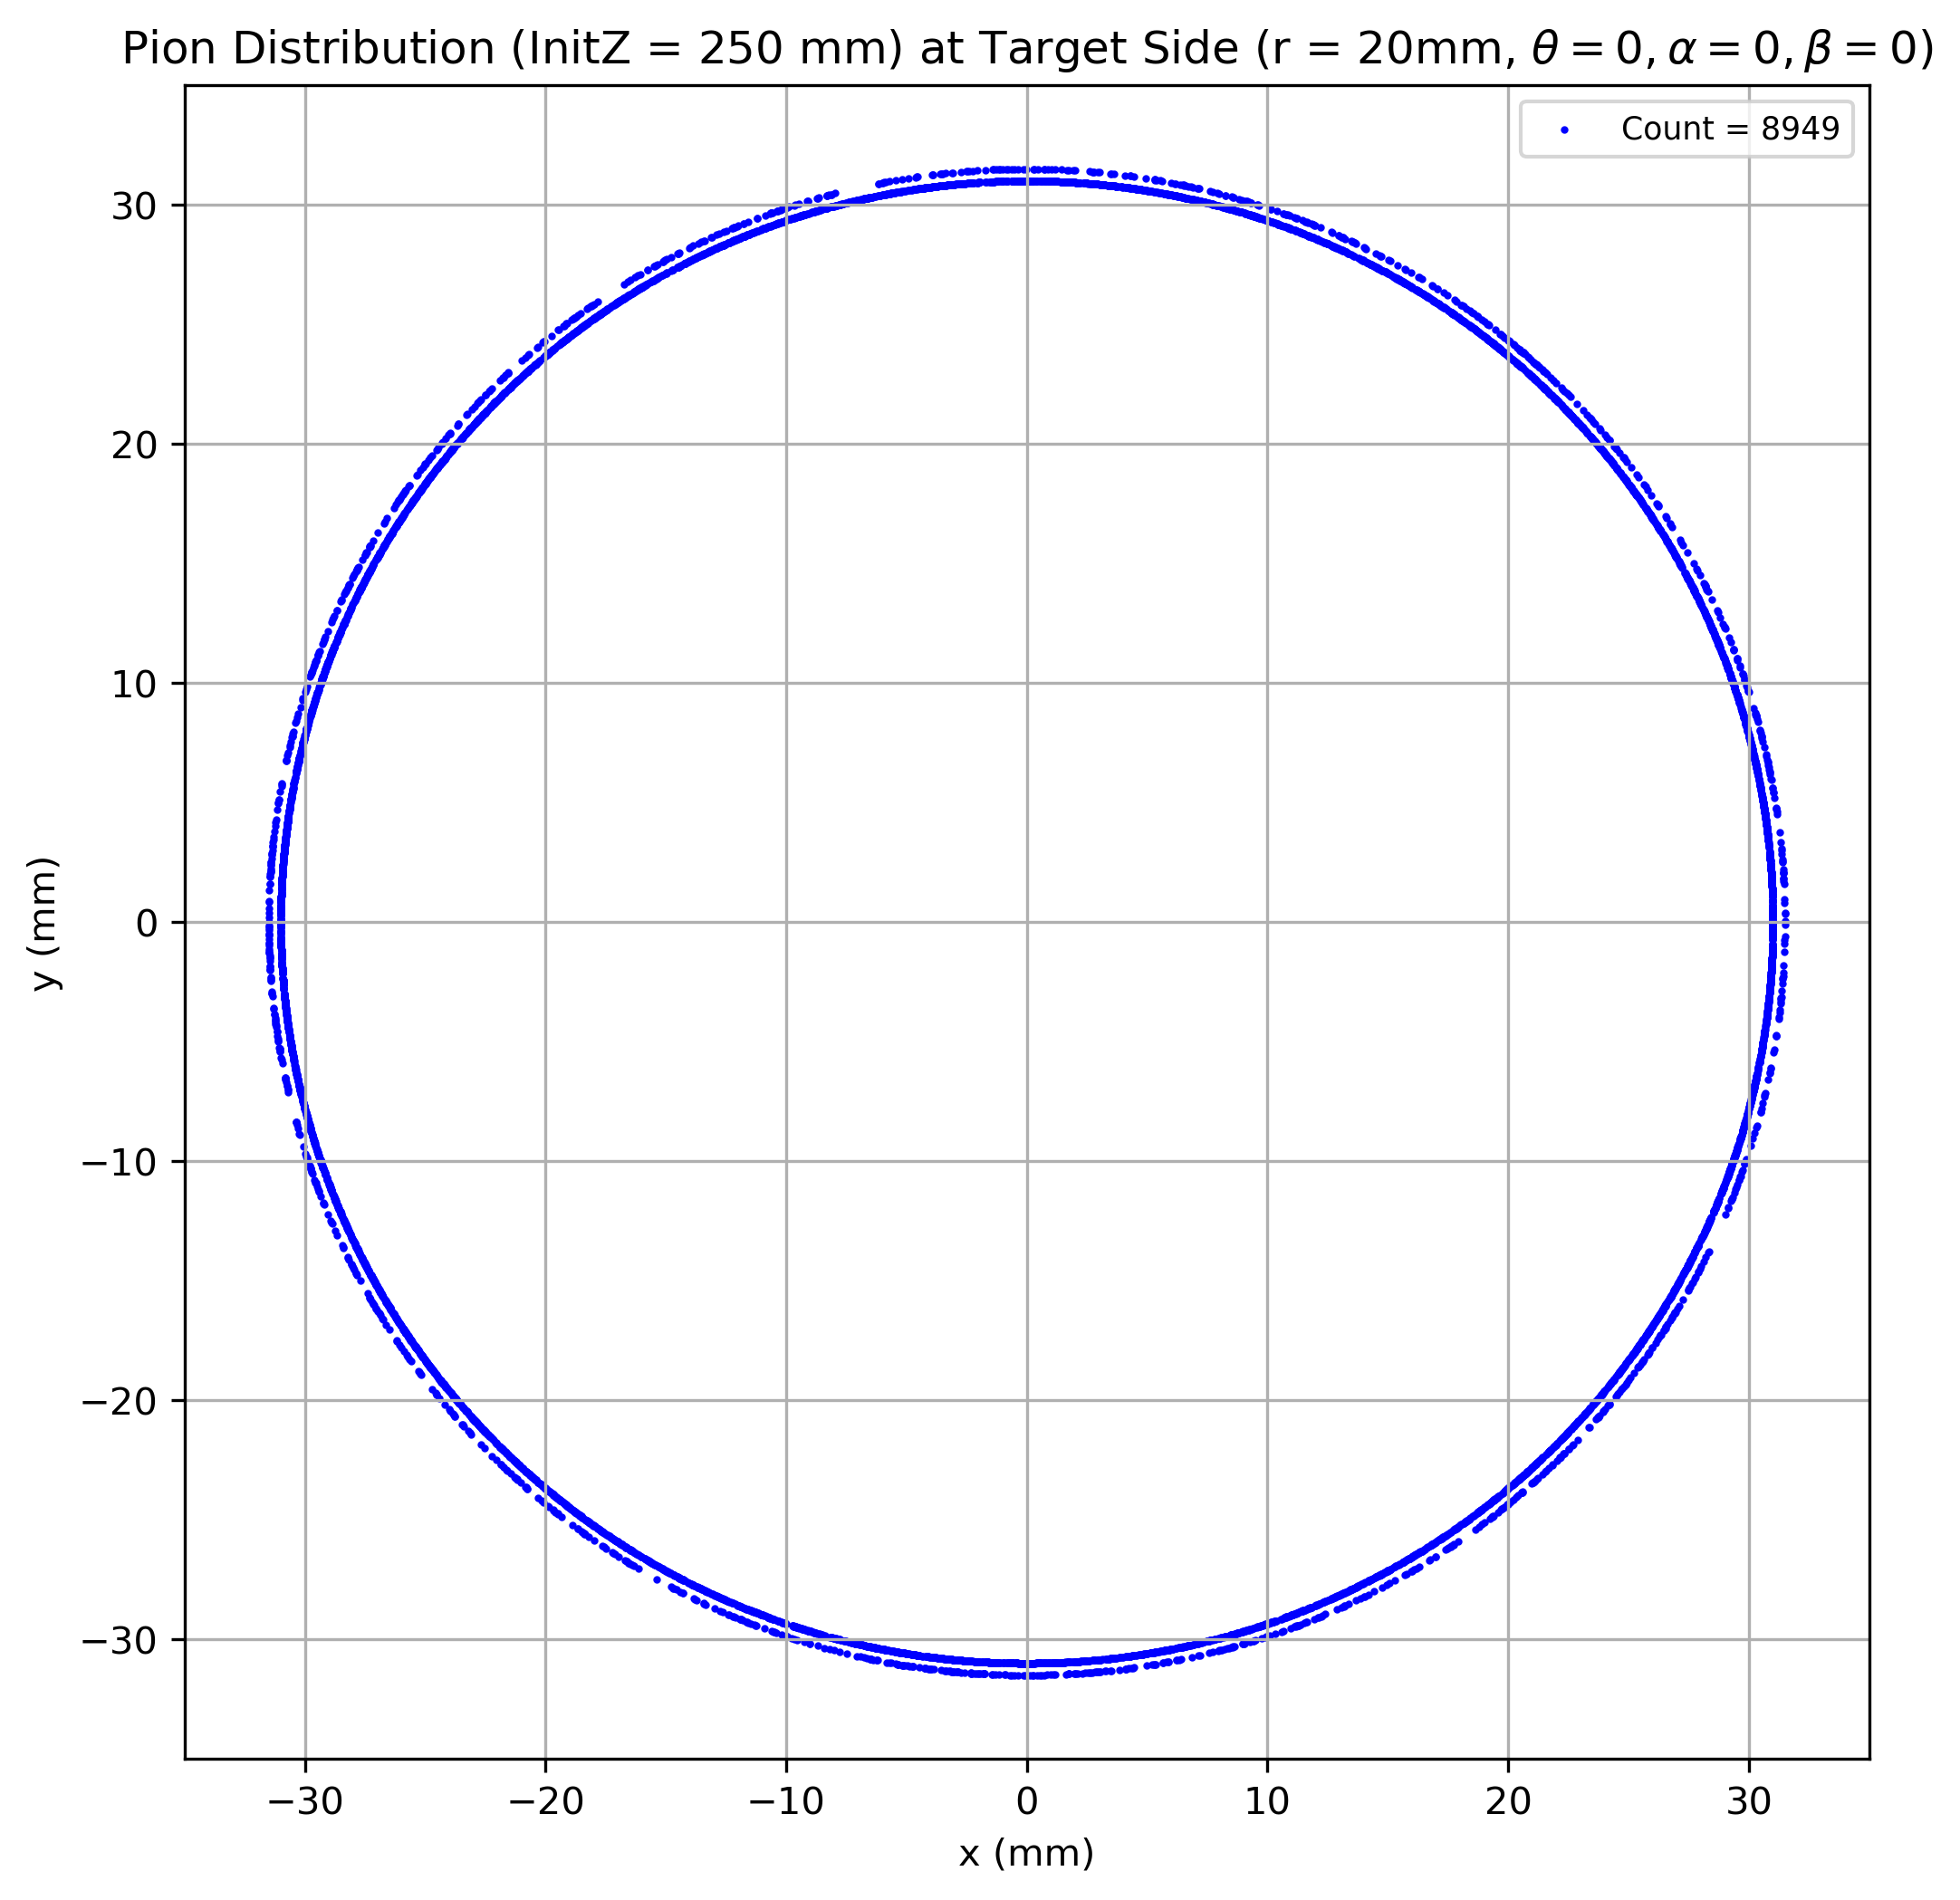 Pion Distribution (InitZ = 250 mm) at Target Side (r = 20mm, θ = 0, α = 0, β = 0)
Count = 8949
30
20
10
0
−10
−20
−30
y (mm)
−30 −20 −10 0 10 20 30
x (mm)